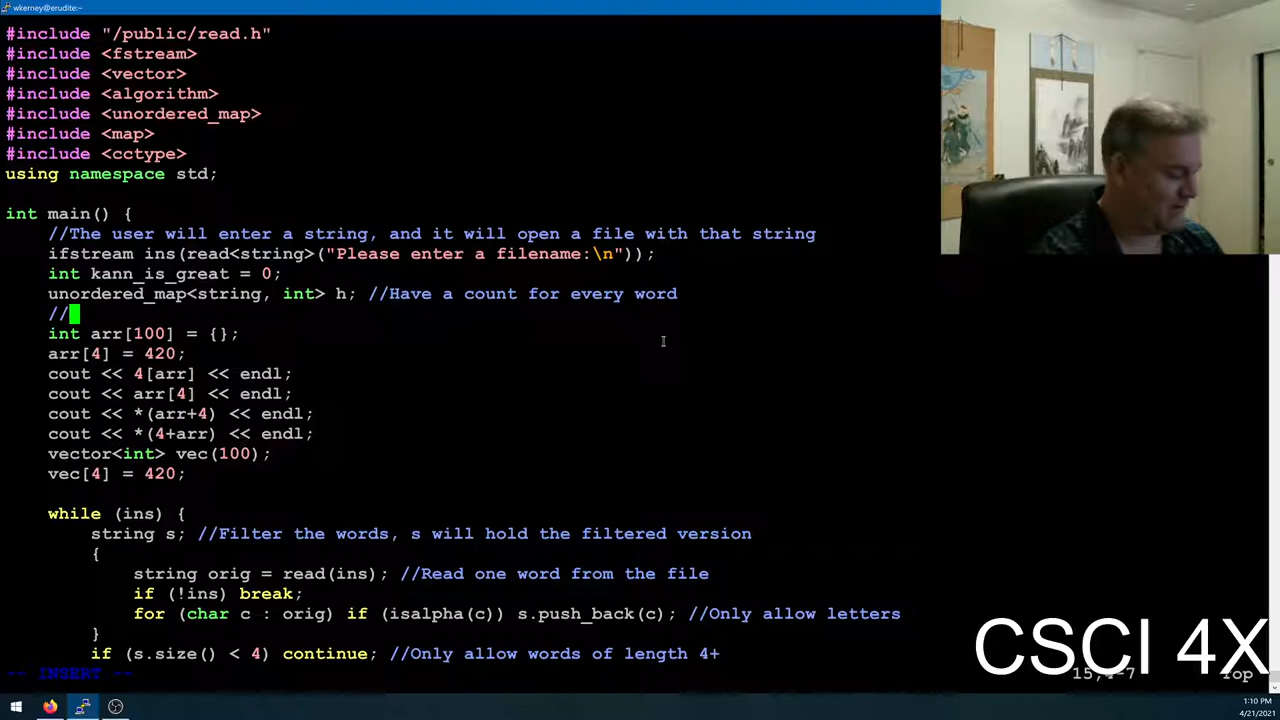 wkerney@erudite:~
#include "/public/read.h"
#include <fstream>
#include <vector>
#include <algorithm>
#include <unordered_map>
#include <map>
#include <cctype>
using namespace std;
int main() {
//The user will enter a string, and it will open a file with that string
ifstream ins(read<string>("Please enter a filename:\n"));
int kann_is_great = 0;
unordered_map<string, int> h; //Have a count for every word
//
int arr[100] = {};
arr[4] = 420;
cout << 4[arr] << endl;
cout << arr[4] << endl;
cout << *(arr+4) << endl;
cout << *(4+arr) << endl;
vector<int> vec(100);
vec[4] = 420;
while (ins) {
string s; //Filter the words, s will hold the filtered version
{
string orig = read(ins); //Read one word from the file
if (!ins) break;
for (char c : orig) if (isalpha(c)) s.push_back(c); //Only allow letters
}
if (s.size() < 4) continue; //Only allow words of length 4+
-- INSERT --
Top
CSCI 4X
1:10 PM
4/21/2021